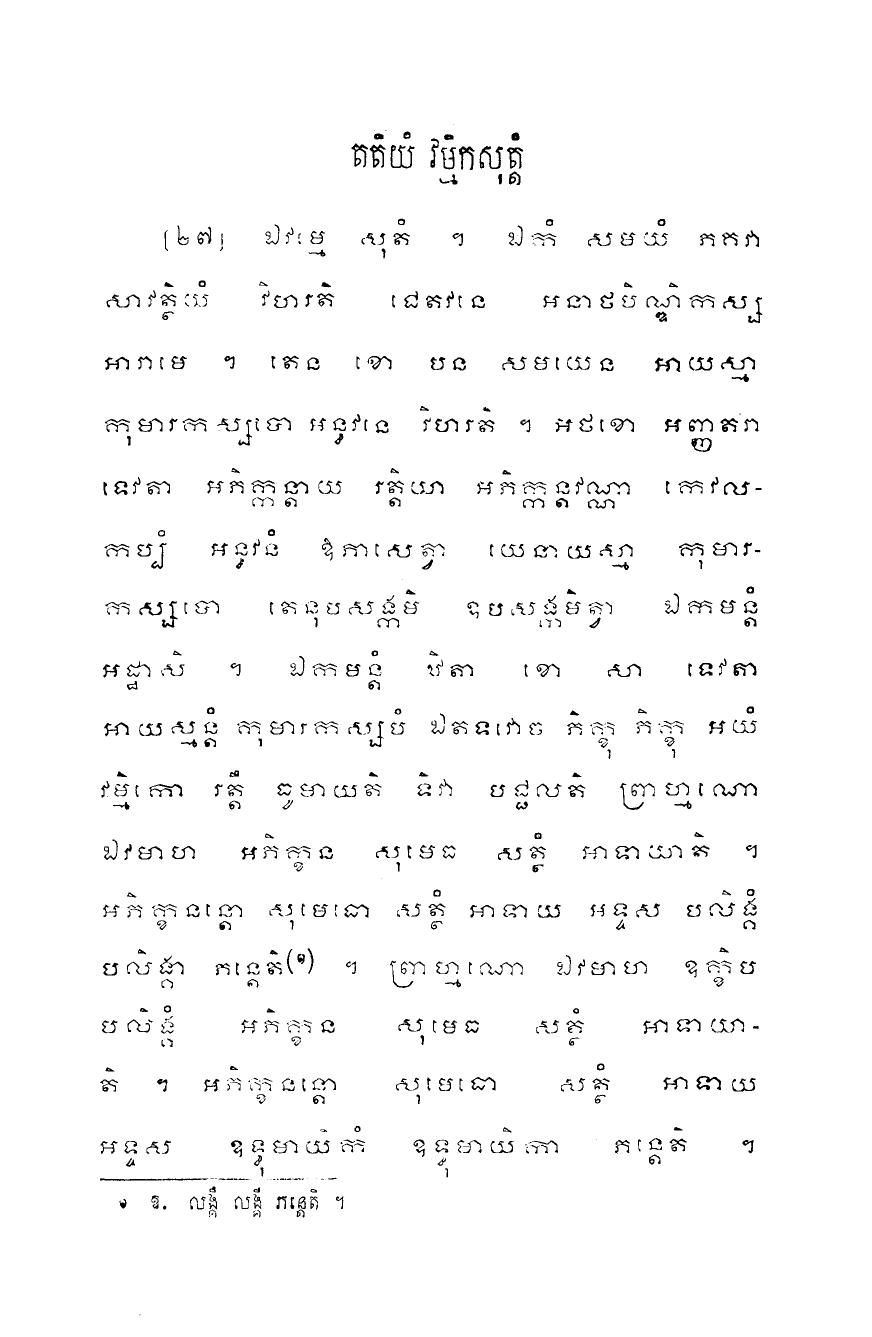 តតិយំ វម្មិកសុត្តំ
[២៧] ឯវម្មេ សុតំ ។ ឯកំ សមយំ ភគវា
សាវត្ថិយំ វិហរតិ ជេតវនេ អនាថបិណ្ឌិកស្ស
អារាមេ ។ តេន ខោ បន សមយេន អាយស្មា
កុមារកស្សបោ អន្ធវនេ វិហរតិ ។ អថខោ អញ្ញតរា
ទេវតា អភិក្កន្តាយ រត្តិយា អភិក្កន្តវណ្ណា កេវល-
កប្បំ អន្ធវនំ ឱភាសេត្វា យេនាយស្មា កុមារ-
កស្សបោ តេនុបសង្កមិ ឧបសង្កមិត្វា ឯកមន្តំ
អដ្ឋាសិ ។ ឯកមន្តំ ឋិតា ខោ សា ទេវតា
អាយស្មន្តំ កុមារកស្សបំ ឯតទវោច ភិក្ខុ ភិក្ខុ អយំ
វម្មិកោ រត្តឹ ធូមាយតិ ទិវា បជ្ជលតិ ព្រាហ្មណោ
ឯវមាហ អភិក្ខន សុមេធ សត្ថំ អាទាយាតិ ។
អភិក្ខនន្តោ សុមេធោ សត្ថំ អាទាយ អទ្ទស បលិង្គំ
បលិង្គា ភន្តេតិ(១) ។ ព្រាហ្មណោ ឯវមាហ ឧក្ខិប
បលិង្គំ អភិក្ខន សុមេធ សត្ថំ អាទាយា-
តិ ។ អភិក្ខនន្តោ សុមេធោ សត្ថំ អាទាយ
អទ្ទស ឧទ្ធុមាយិកំ ឧទ្ធុមាយិកា ភន្តេតិ ។
១ ឱ. លង្គឹ លង្គី ភន្តេតិ ។